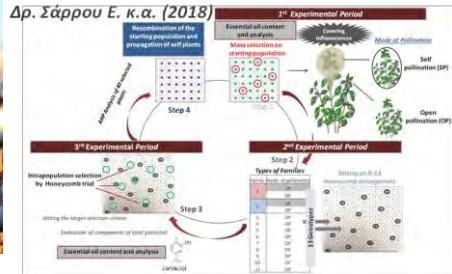 Δρ. Σάρρου Ε. κ.α. (2018)
1st Experimental Period
Recombination of the
starting population and
propagation of self plants
Essential oil content
and analysis
Mass selection on
starting population
Covering
inflorescences
Mode of Pollination
Self
pollination (SP)
Open
pollination (OP)
Step 4
3rd Experimental Period
Intrapopulation selection
by Honeycomb trial
Step 3
Setting the target selection criteria
Evaluation of components of crop potential
Essential oil content and analysis
carvacrol
2nd Experimental Period
Step 2
Types of Families
13 Genotypes
Setting an R-13
Honeycomb arrangement